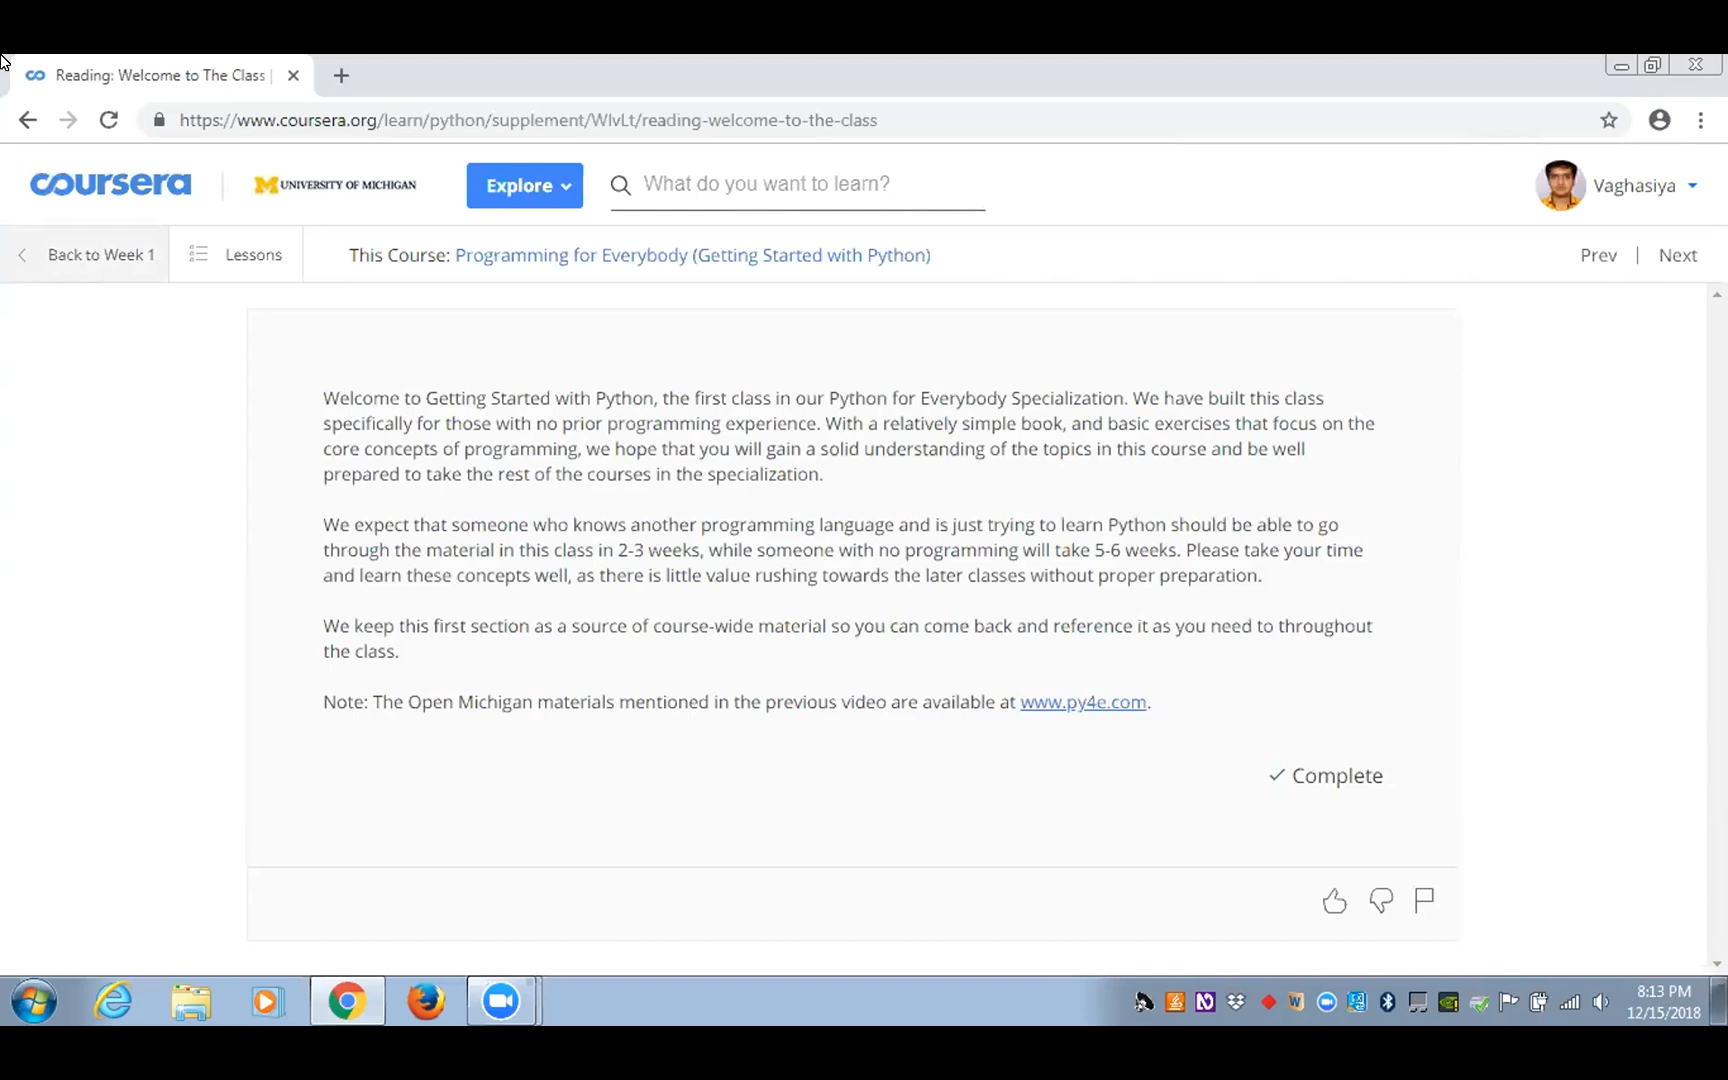 Reading: Welcome to The Class |
https://www.coursera.org/learn/python/supplement/WlvLt/reading-welcome-to-the-class
coursera
M UNIVERSITY OF MICHIGAN
Explore
What do you want to learn?
Vaghasiya
Back to Week 1
Lessons
This Course: Programming for Everybody (Getting Started with Python)
Prev | Next
Welcome to Getting Started with Python, the first class in our Python for Everybody Specialization. We have built this class
specifically for those with no prior programming experience. With a relatively simple book, and basic exercises that focus on the
core concepts of programming, we hope that you will gain a solid understanding of the topics in this course and be well
prepared to take the rest of the courses in the specialization.
We expect that someone who knows another programming language and is just trying to learn Python should be able to go
through the material in this class in 2-3 weeks, while someone with no programming will take 5-6 weeks. Please take your time
and learn these concepts well, as there is little value rushing towards the later classes without proper preparation.
We keep this first section as a source of course-wide material so you can come back and reference it as you need to throughout
the class.
Note: The Open Michigan materials mentioned in the previous video are available at www.py4e.com.
Complete
8:13 PM
12/15/2018